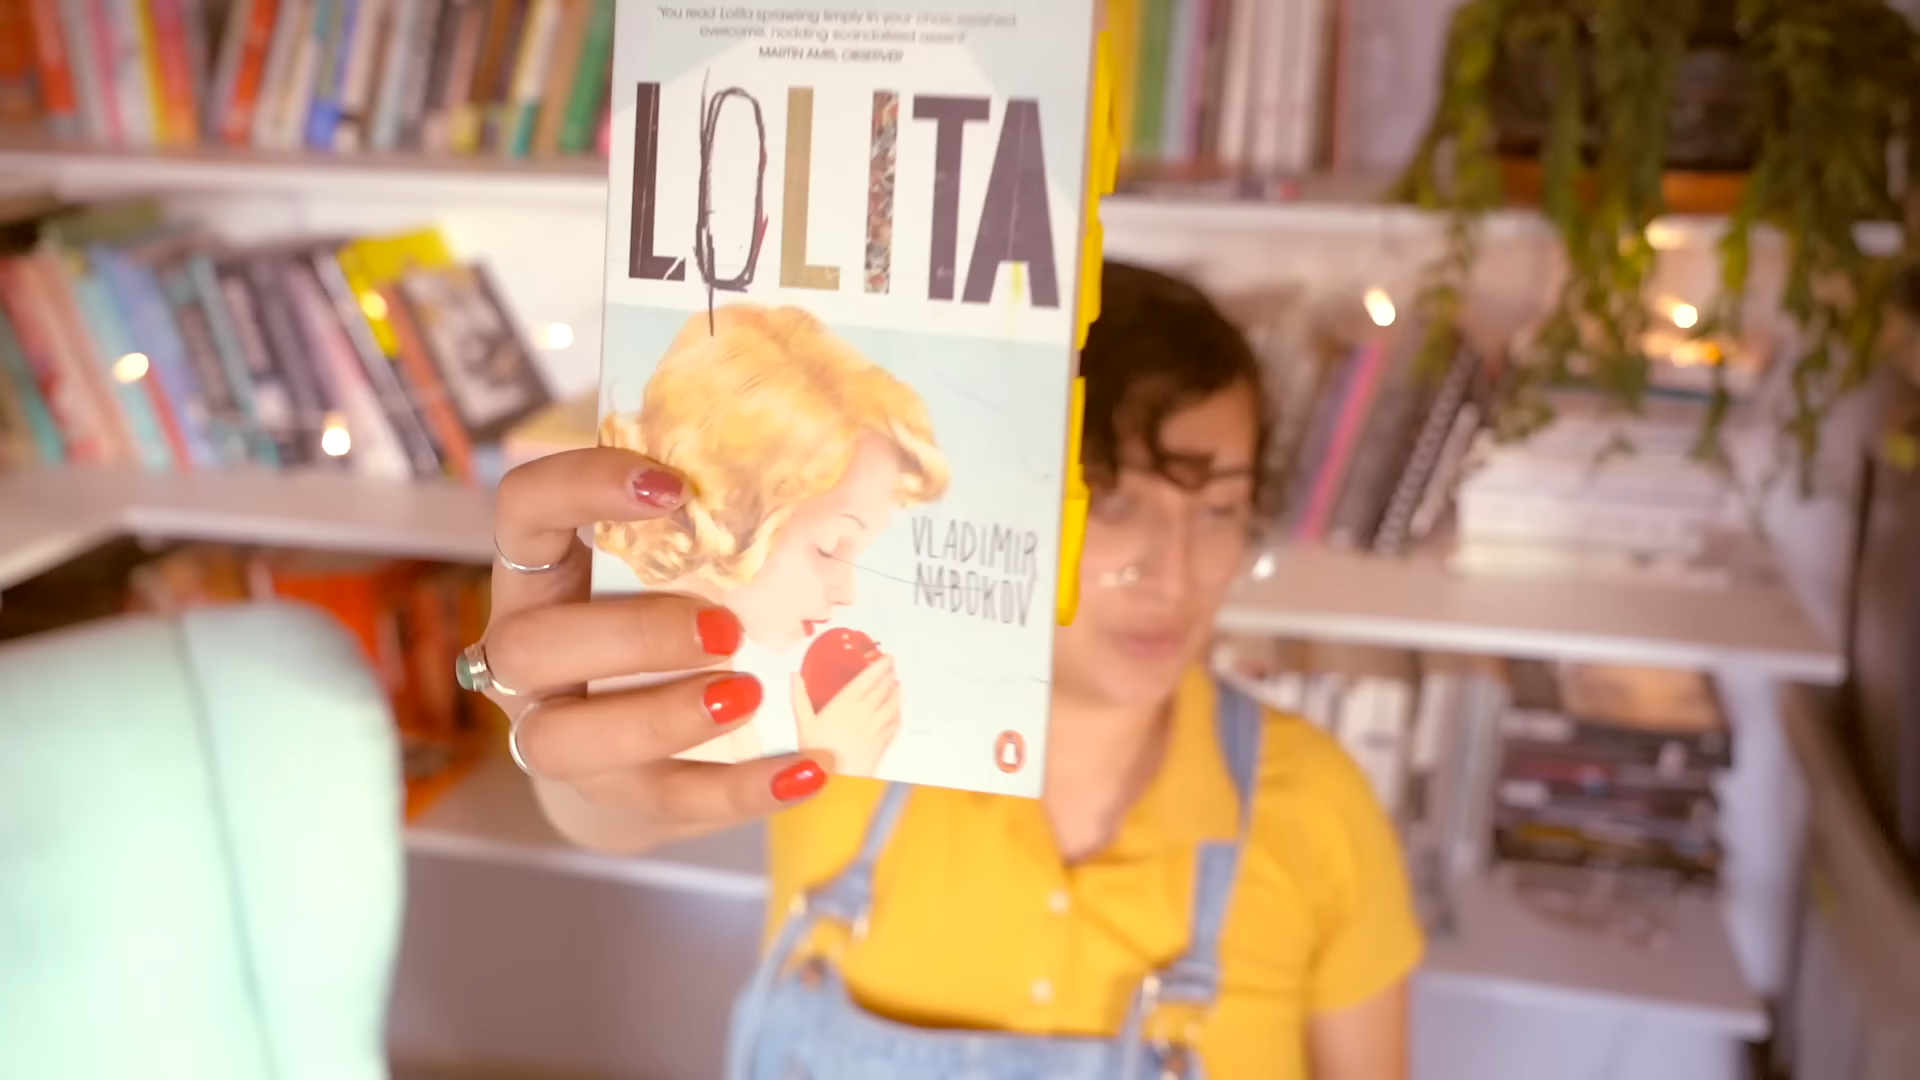 'You read Lolita sprawling limply in your chair, ravished,
overcome, nodding scandalised assent'
MARTIN AMIS, OBSERVER
LOLITA
VLADIMIR
NABOKOV